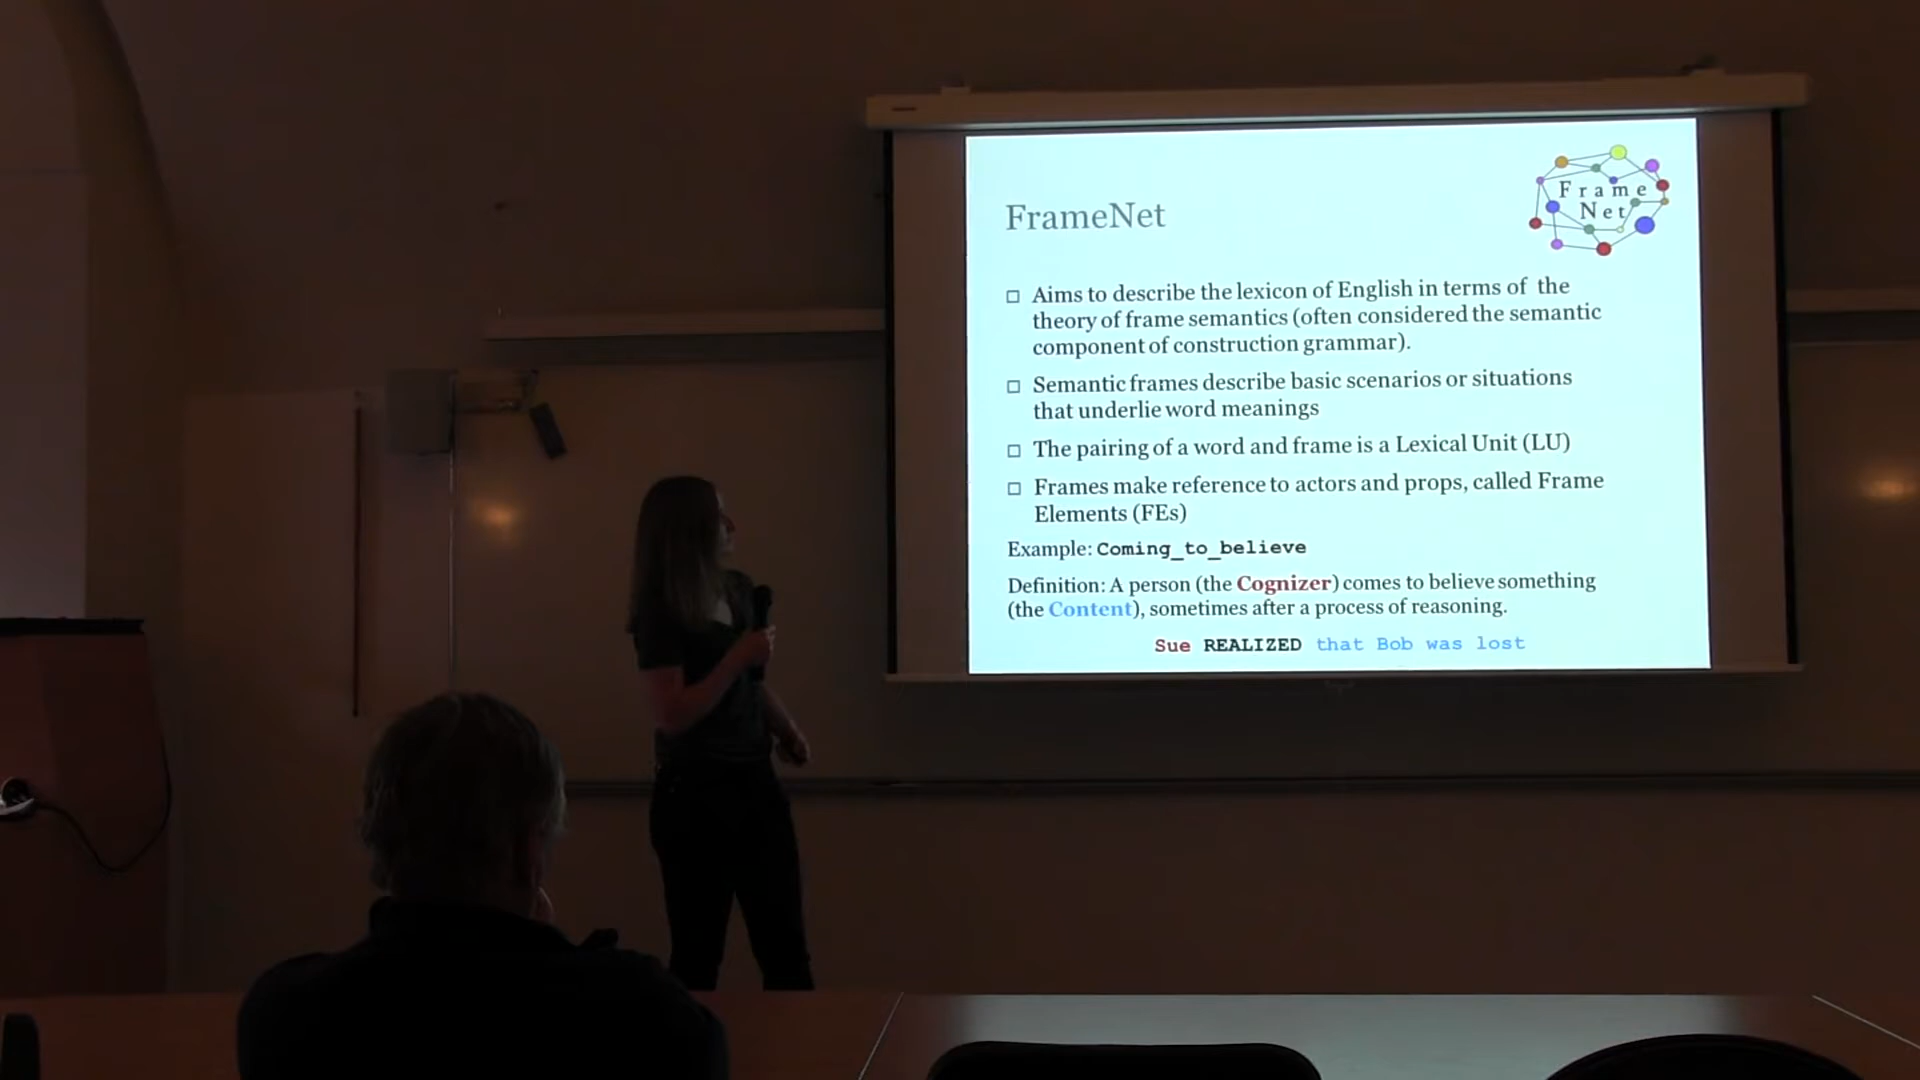 FrameNet
Frame
Net
Aims to describe the lexicon of English in terms of the
theory of frame semantics (often considered the semantic
component of construction grammar).
Semantic frames describe basic scenarios or situations
that underlie word meanings
The pairing of a word and frame is a Lexical Unit (LU)
Frames make reference to actors and props, called Frame
Elements (FEs)
Example: Coming_to_believe
Definition: A person (the Cognizer) comes to believe something
(the Content), sometimes after a process of reasoning.
Sue REALIZED that Bob was lost